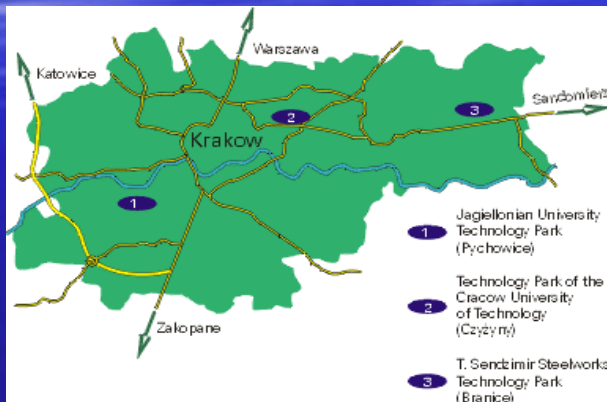 Warszawa
Katowice
Sandomierz
3
2
Krakow
1
Zakopane
1 Jagiellonian University
Technology Park
(Pychowice)
2 Technology Park of the
Cracow University
of Technology
(Czyżyny)
3 T. Sendzimir Steelworks
Technology Park
(Branice)